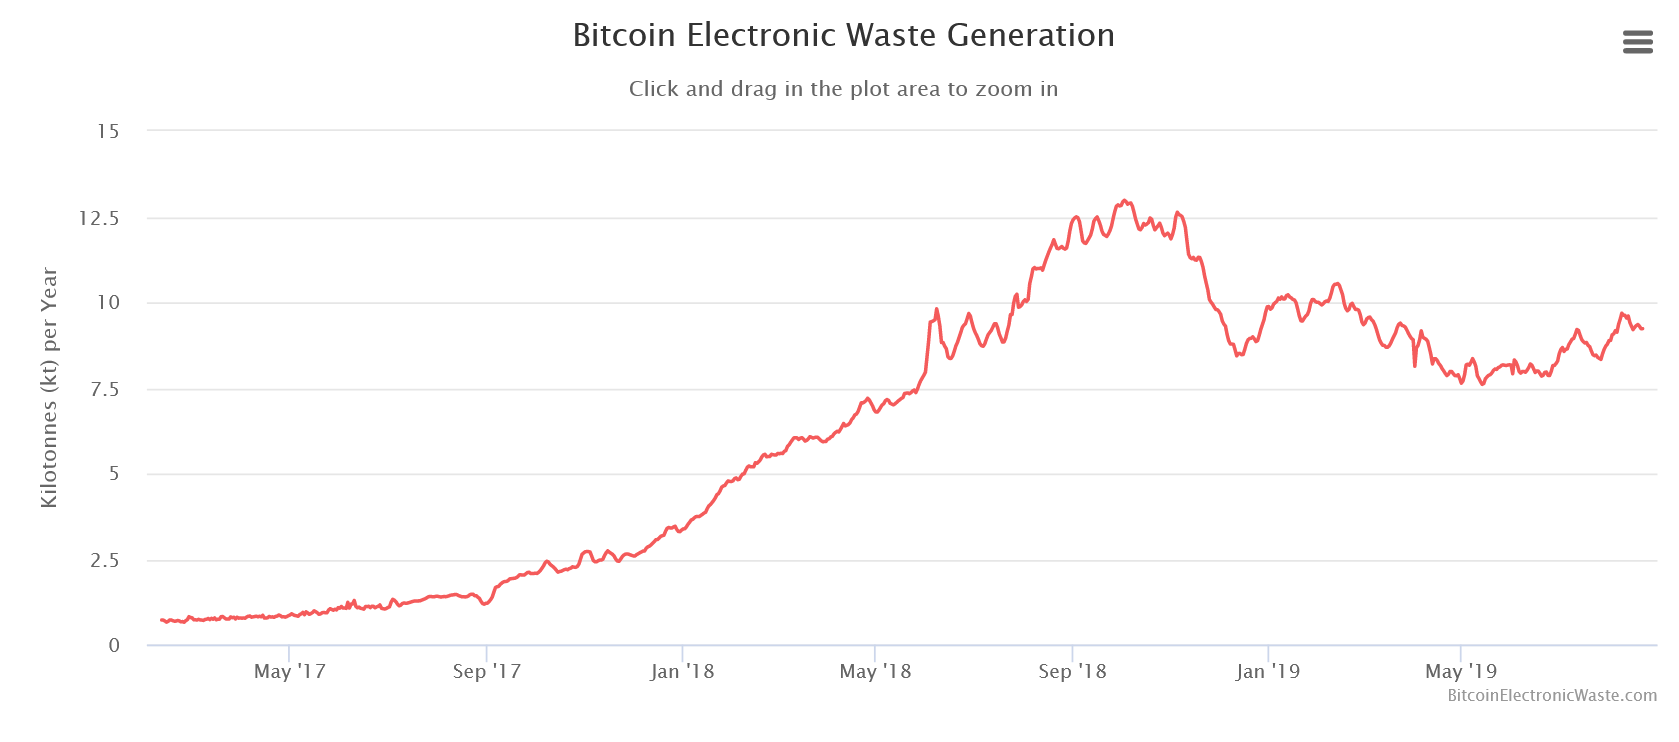 Bitcoin Electronic Waste Generation
Click and drag in the plot area to zoom in
Kilotonnes (kt) per Year
15
12.5
10
7.5
5
2.5
0
May '17
Sep '17
Jan '18
May '18
Sep '18
Jan '19
May '19
BitcoinElectronicWaste.com